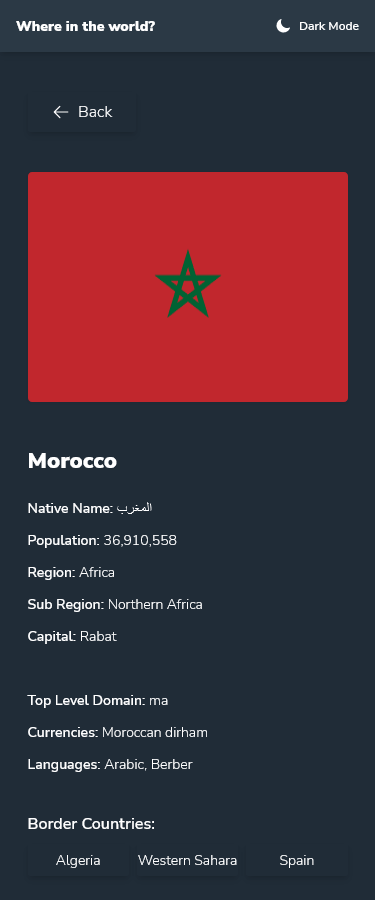 Where in the world?
Dark Mode
Back
Morocco
Native Name: المغرب
Population: 36,910,558
Region: Africa
Sub Region: Northern Africa
Capital: Rabat
Top Level Domain: ma
Currencies: Moroccan dirham
Languages: Arabic, Berber
Border Countries:
Algeria
Western Sahara
Spain